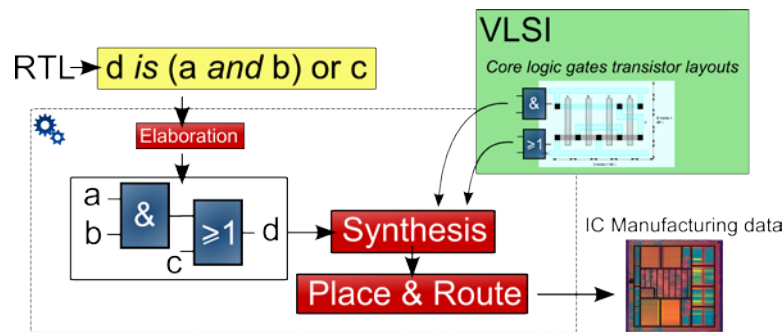 VLSI
RTL
d is (a and b) or c
Core logic gates transistor layouts
&
≥1
Elaboration
a
&
b
≥1
d
c
Synthesis
IC Manufacturing data
Place & Route